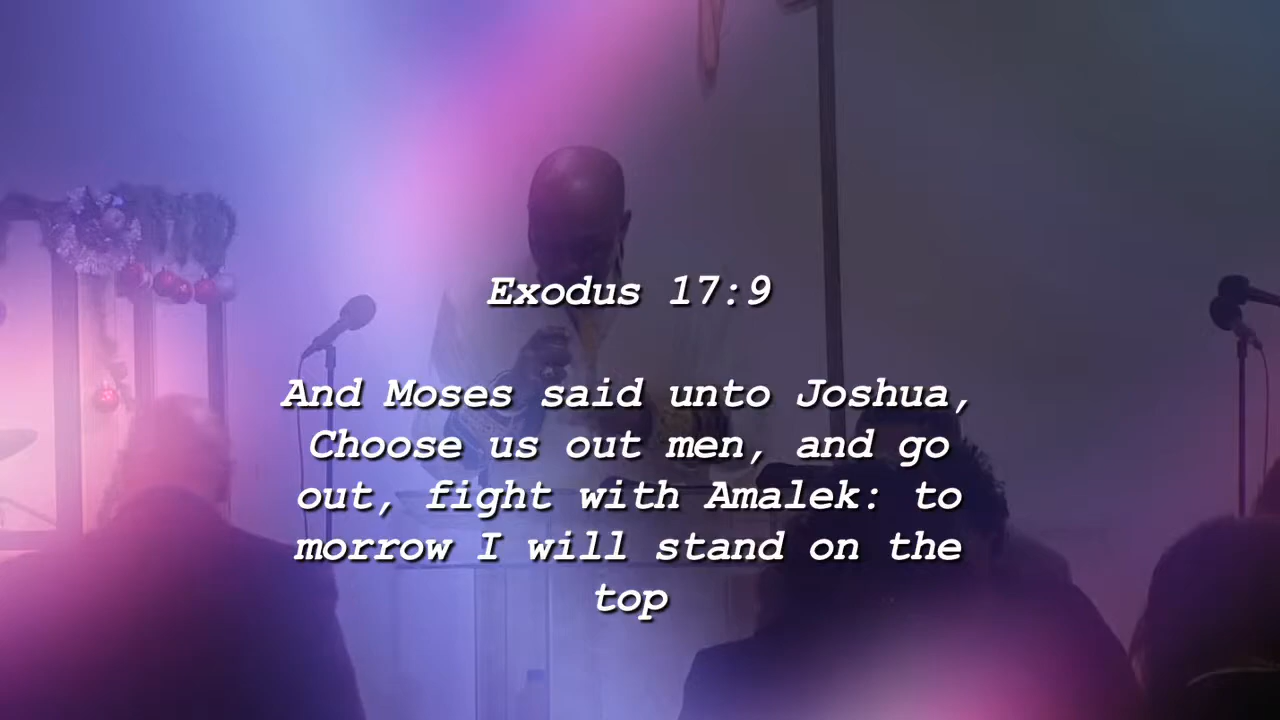 Exodus 17:9
And Moses said unto Joshua,
Choose us out men, and go
out, fight with Amalek: to
morrow I will stand on the
top